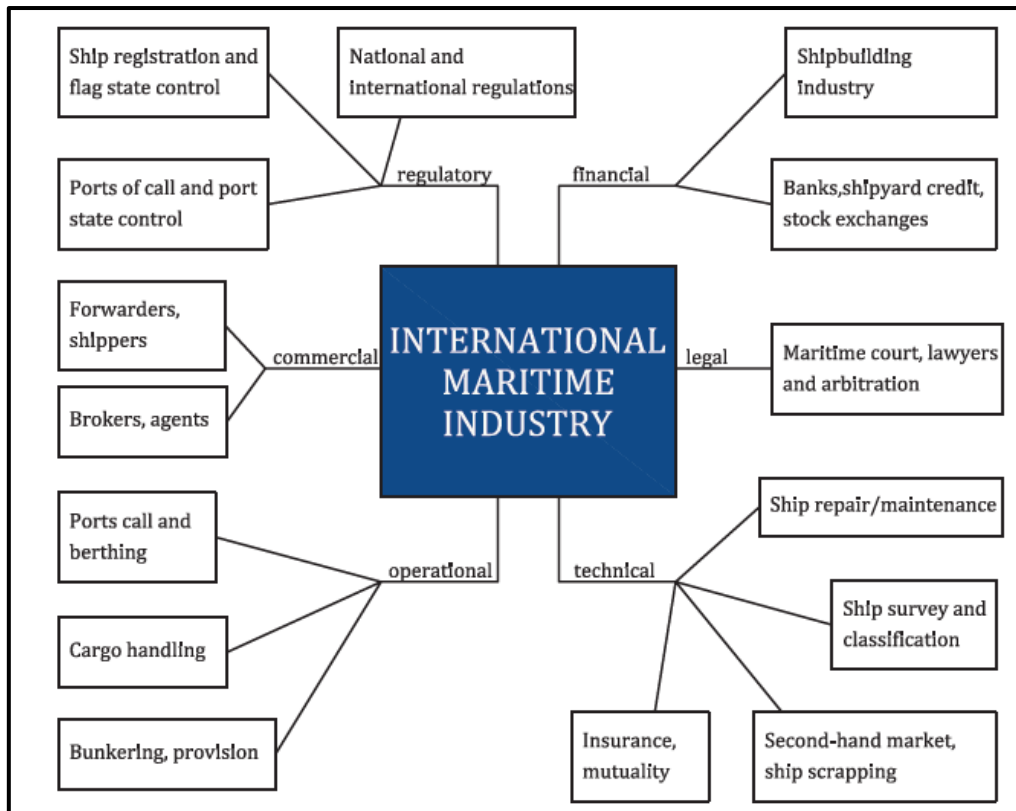 Ship registration and
flag state control
National and
international regulations
Shipbuilding
industry
regulatory
financial
Ports of call and port
state control
Banks,shipyard credit,
stock exchanges
Forwarders,
shippers
commercial
INTERNATIONAL
MARITIME
INDUSTRY
legal
Maritime court, lawyers
and arbitration
Brokers, agents
Ports call and
berthing
Ship repair/maintenance
operational
technical
Ship survey and
classification
Cargo handling
Bunkering, provision
Insurance,
mutuality
Second-hand market,
ship scrapping